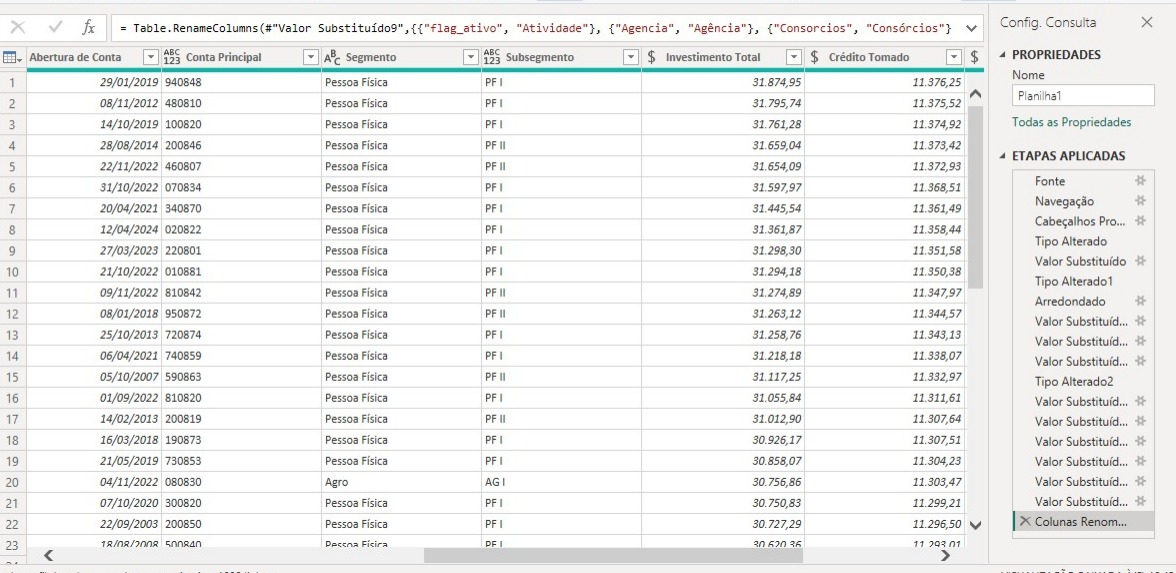 Config. Consulta
= Table.RenameColumns(#"Valor Substituído9",{{"flag_ativo", "Atividade"}, {"Agencia", "Agência"}, {"Consorcios", "Consórcios"}
Abertura de Conta ABC 123 Conta Principal ABC Segmento ABC 123 Subsegmento $ Investimento Total $ Crédito Tomado $
1 29/01/2019 940848 Pessoa Física PF I 31.874,95 11.376,25
2 08/11/2012 480810 Pessoa Física PF I 31.795,74 11.375,52
3 14/10/2019 100820 Pessoa Física PF I 31.761,28 11.374,92
4 28/08/2014 200846 Pessoa Física PF II 31.659,04 11.373,42
5 22/11/2022 460807 Pessoa Física PF II 31.654,09 11.372,93
6 31/10/2022 070834 Pessoa Física PF I 31.597,97 11.368,51
7 20/04/2021 340870 Pessoa Física PF I 31.445,54 11.361,49
8 12/04/2024 020822 Pessoa Física PF I 31.361,87 11.358,44
9 27/03/2023 220801 Pessoa Física PF I 31.298,30 11.351,58
10 21/10/2022 010881 Pessoa Física PF I 31.294,18 11.350,38
11 09/11/2022 810842 Pessoa Física PF II 31.274,89 11.347,97
12 08/01/2018 950872 Pessoa Física PF II 31.263,12 11.344,57
13 25/10/2013 720874 Pessoa Física PF I 31.258,76 11.343,13
14 06/04/2021 740859 Pessoa Física PF I 31.218,18 11.338,07
15 05/10/2007 590863 Pessoa Física PF II 31.117,25 11.332,97
16 01/09/2022 810820 Pessoa Física PF I 31.055,84 11.311,61
17 14/02/2013 200819 Pessoa Física PF II 31.012,90 11.307,64
18 16/03/2018 190873 Pessoa Física PF I 30.926,17 11.307,51
19 21/05/2019 730853 Pessoa Física PF I 30.858,07 11.304,23
20 04/11/2022 080830 Agro AG I 30.756,86 11.303,47
21 07/10/2020 300820 Pessoa Física PF I 30.750,83 11.299,21
22 22/09/2003 200850 Pessoa Física PF I 30.727,29 11.296,50
23 18/08/2008 500840 Pessoa Física PF I 30.620,36 11.293,01
PROPRIEDADES
Nome
Planilha1
Todas as Propriedades
ETAPAS APLICADAS
Fonte
Navegação
Cabeçalhos Pro...
Tipo Alterado
Valor Substituído
Tipo Alterado1
Arredondado
Valor Substituíd...
Valor Substituíd...
Valor Substituíd...
Tipo Alterado2
Valor Substituíd...
Valor Substituíd...
Valor Substituíd...
Valor Substituíd...
Valor Substituíd...
Valor Substituíd...
Colunas Renom...